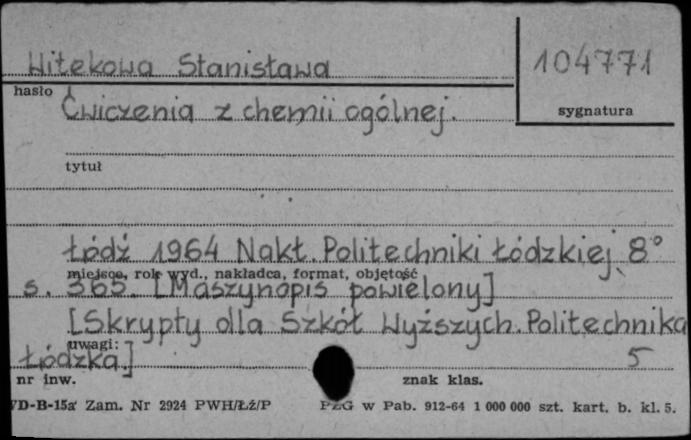 Witekowa Stanisława
104771
hasło
Ćwiczenia z chemii ogólnej.
sygnatura
tytuł
Łódź 1964 Nakł. Politechniki Łódzkiej 8°
miejsce, rok wyd., nakładca, format, objętość
s. 365. [Maszynopis powielony]
[Skrypty dla Szkół Wyższych. Politechnika
uwagi:
Łódzka]
5
nr inw.
znak klas.
VD-B-15a Zam. Nr 2924 PWH/Łź/P
PZG w Pab. 912-64 1 000 000 szt. kart. b. kl. 5.